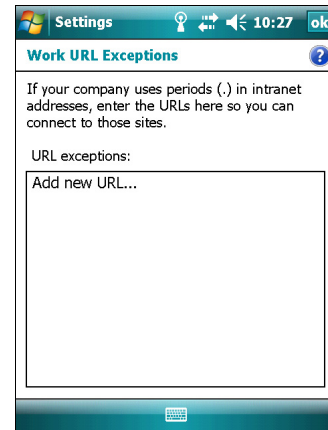 Settings 10:27 ok
Work URL Exceptions ?
If your company uses periods (.) in intranet
addresses, enter the URLs here so you can
connect to those sites.
URL exceptions:
Add new URL...